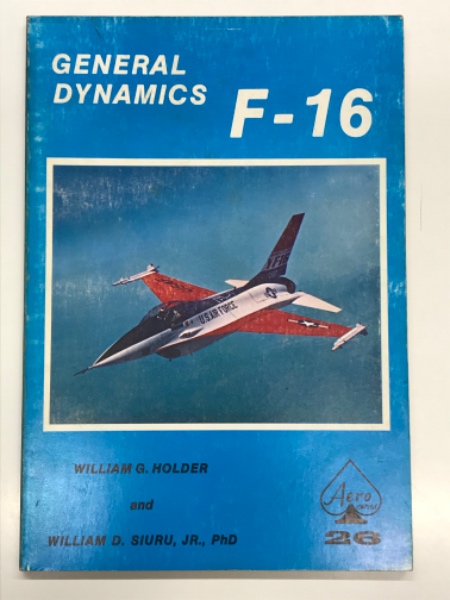 GENERAL
DYNAMICS
F-16
U.S. AIR FORCE
WILLIAM G. HOLDER
and
WILLIAM D. SIURU, JR., PhD
Aero
26